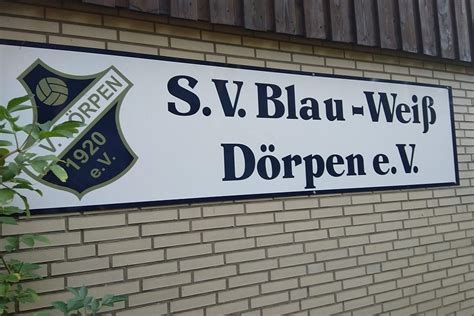 V. DÖRPEN
1920
e.V.
S.V. Blau-Weiß
Dörpen e.V.